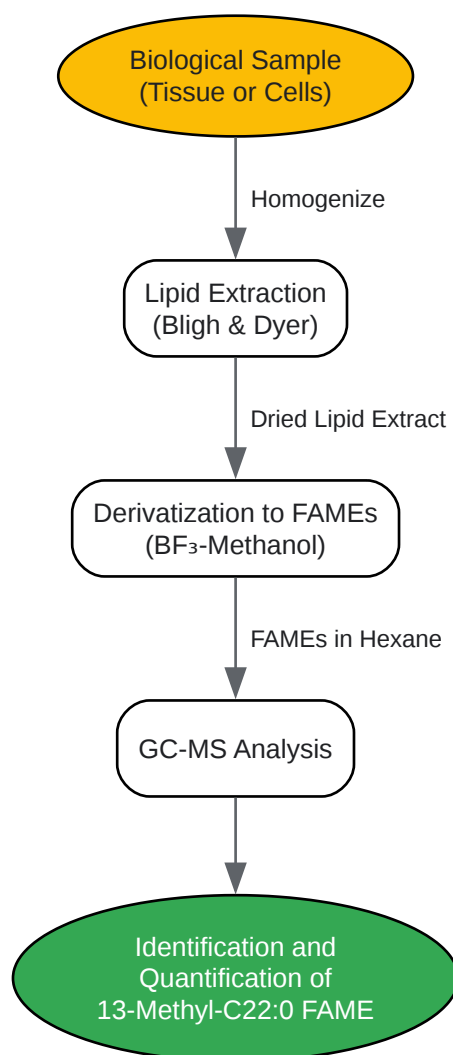 Biological Sample
(Tissue or Cells)
Homogenize
Lipid Extraction
(Bligh & Dyer)
Dried Lipid Extract
Derivatization to FAMEs
(BF₃-Methanol)
FAMEs in Hexane
GC-MS Analysis
Identification and
Quantification of
13-Methyl-C22:0 FAME